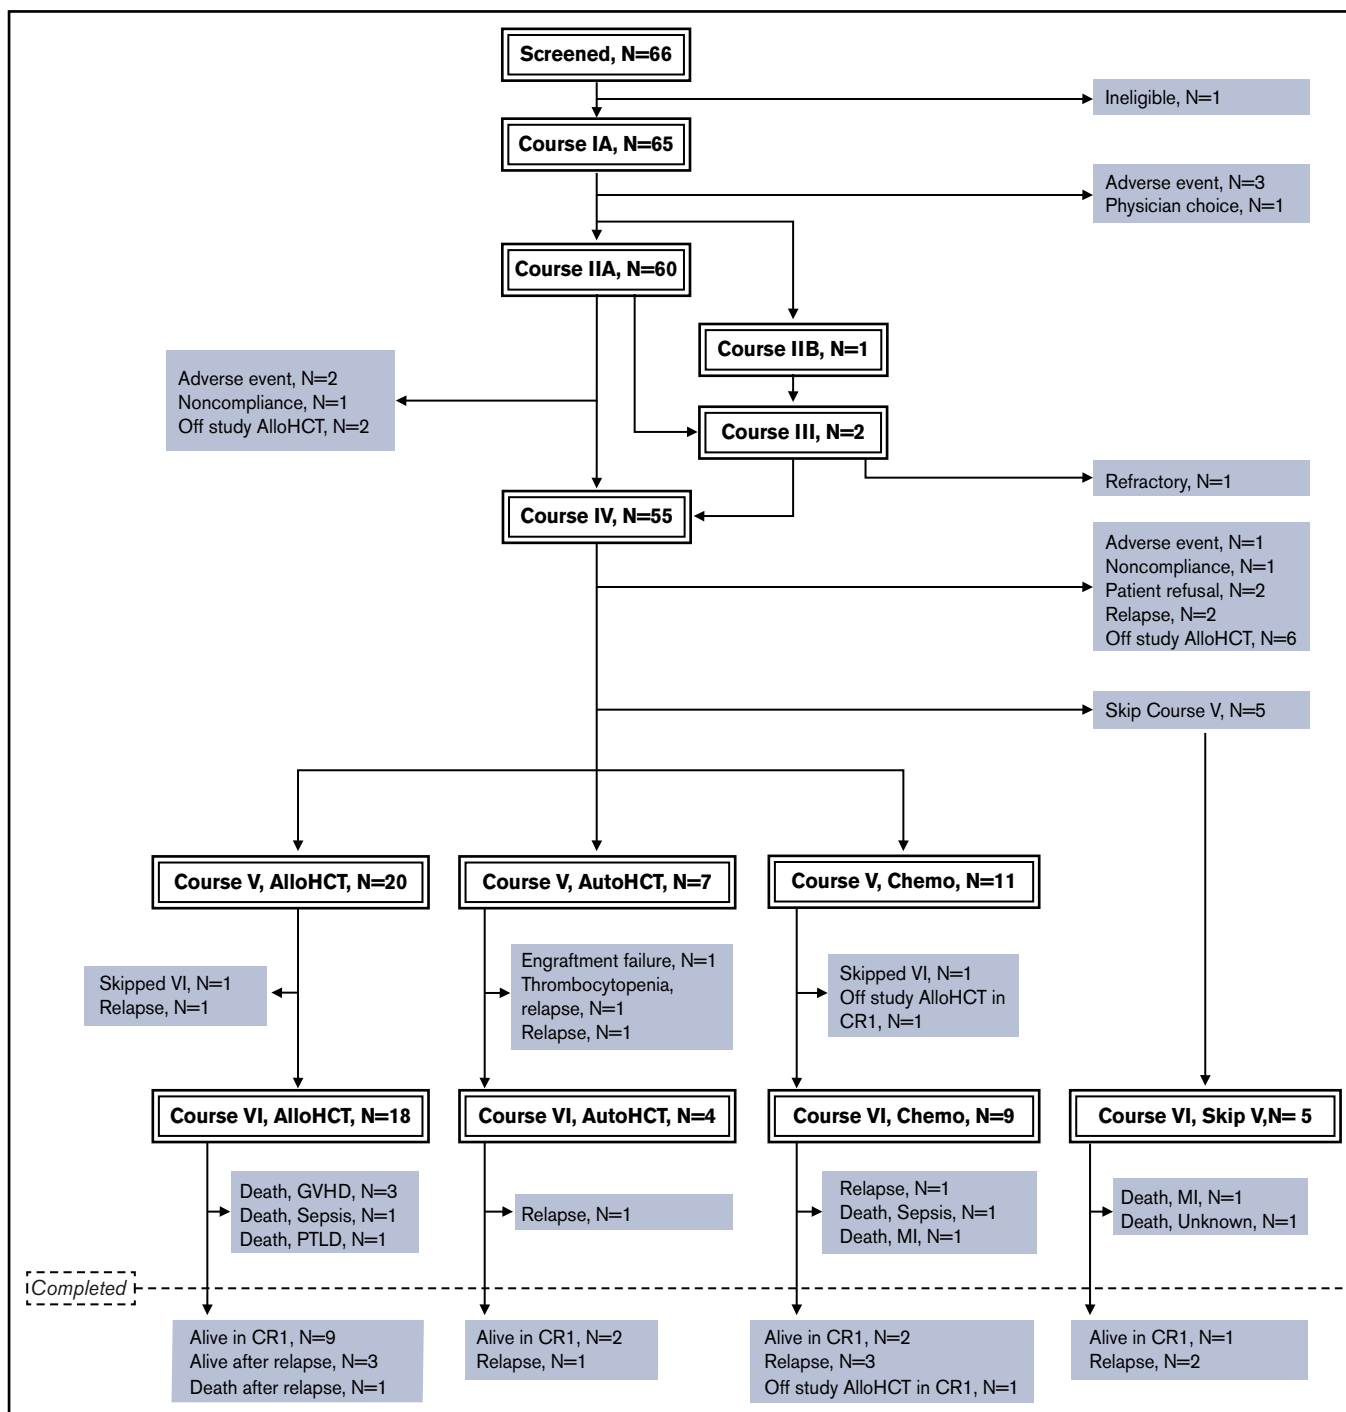 Screened, N=66
Ineligible, N=1
Course IA, N=65
Adverse event, N=3
Physician choice, N=1
Course IIA, N=60
Course IIB, N=1
Adverse event, N=2
Noncompliance, N=1
Off study AlloHCT, N=2
Course III, N=2
Refractory, N=1
Course IV, N=55
Adverse event, N=1
Noncompliance, N=1
Patient refusal, N=2
Relapse, N=2
Off study AlloHCT, N=6
Skip Course V, N=5
Course V, AlloHCT, N=20
Course V, AutoHCT, N=7
Course V, Chemo, N=11
Skipped VI, N=1
Relapse, N=1
Engraftment failure, N=1
Thrombocytopenia,
relapse, N=1
Relapse, N=1
Skipped VI, N=1
Off study AlloHCT in
CR1, N=1
Course VI, AlloHCT, N=18
Course VI, AutoHCT, N=4
Course VI, Chemo, N=9
Course VI, Skip V,N= 5
Death, GVHD, N=3
Death, Sepsis, N=1
Death, PTLD, N=1
Relapse, N=1
Relapse, N=1
Death, Sepsis, N=1
Death, MI, N=1
Death, MI, N=1
Death, Unknown, N=1
Completed
Alive in CR1, N=9
Alive after relapse, N=3
Death after relapse, N=1
Alive in CR1, N=2
Relapse, N=1
Alive in CR1, N=2
Relapse, N=3
Off study AlloHCT in CR1, N=1
Alive in CR1, N=1
Relapse, N=2